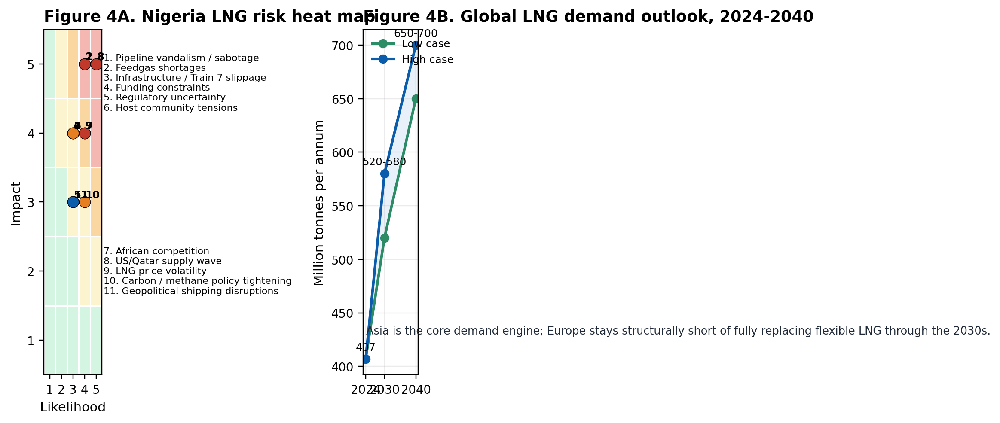 Figure 4A. Nigeria LNG risk heat map
5
4
3
2
1
Impact
1 2 3 4 5
Likelihood
8
9
10
1. Pipeline vandalism / sabotage
2. Feedgas shortages
3. Infrastructure / Train 7 slippage
4. Funding constraints
5. Regulatory uncertainty
6. Host community tensions
7. African competition
8. US/Qatar supply wave
9. LNG price volatility
10. Carbon / methane policy tightening
11. Geopolitical shipping disruptions
Figure 4B. Global LNG demand outlook, 2024-2040
650-700
Low case
High case
700
650
600
550
500
450
400
Million tonnes per annum
520-580
Asia is the core demand engine; Europe stays structurally short of fully replacing flexible LNG through the 2030s.
407
2024 2030 2040